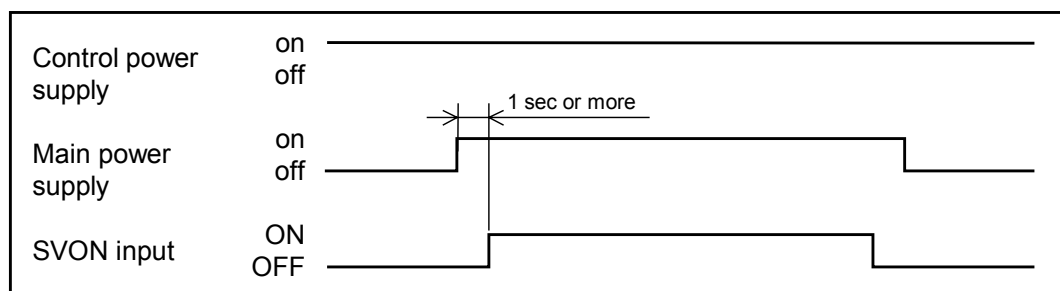 Control power
supply
on
off
1 sec or more
Main power
supply
on
off
SVON input
ON
OFF